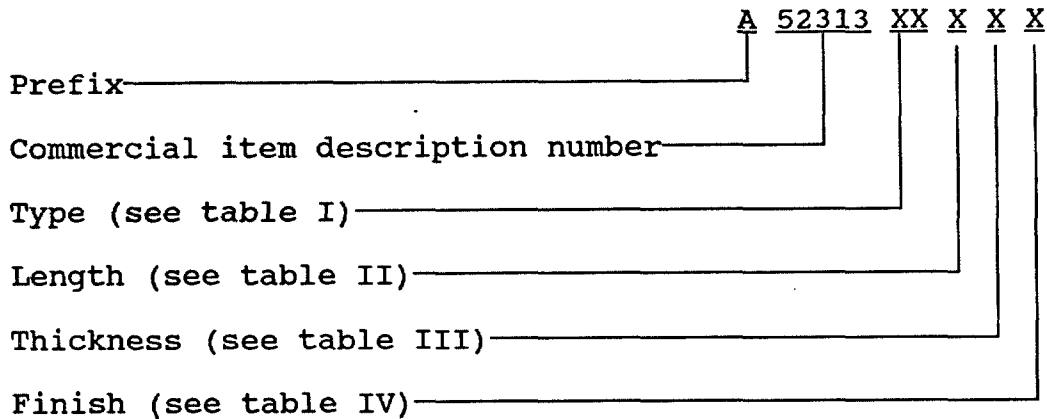 A 52313 XX X X X
Prefix
Commercial item description number
Type (see table I)
Length (see table II)
Thickness (see table III)
Finish (see table IV)